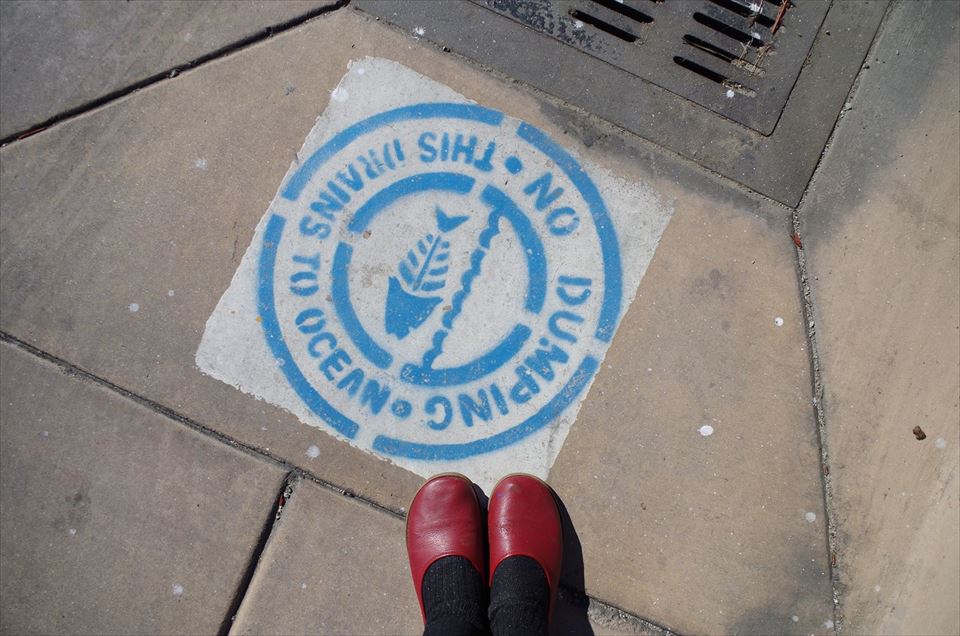 NO DUMPING •
THIS DRAINS TO OCEAN •